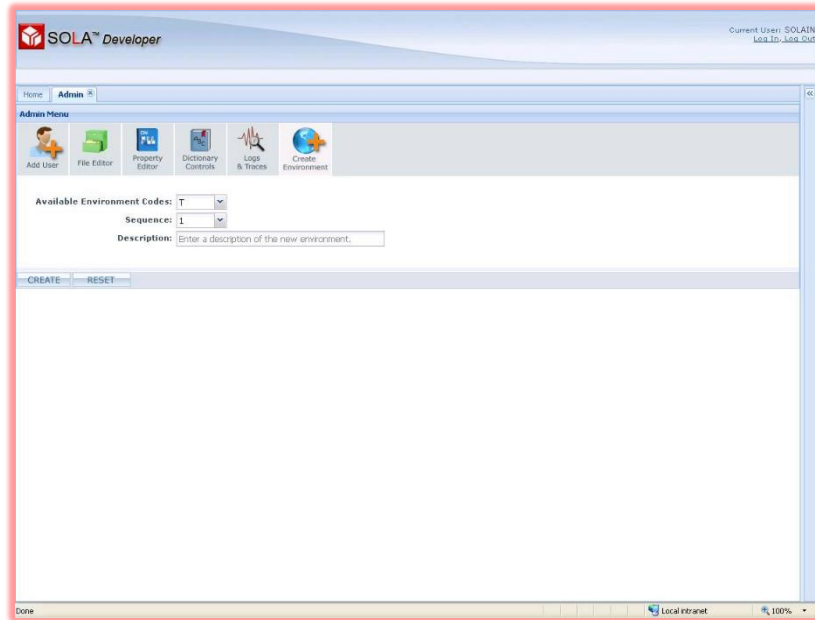 SOLA™ Developer
Current User: SOLAIN
Log In, Log Out
Home
Admin
Admin Menu
Add User
File Editor
Property
Editor
Dictionary
Controls
Logs
& Traces
Create
Environment
Available Environment Codes: T
Sequence: 1
Description: Enter a description of the new environment.
CREATE RESET
Done
Local intranet
100%